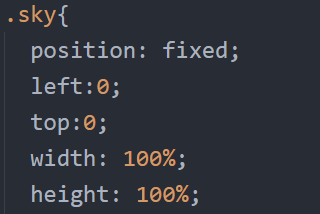 .sky{
position: fixed;
left:0;
top:0;
width: 100%;
height: 100%;